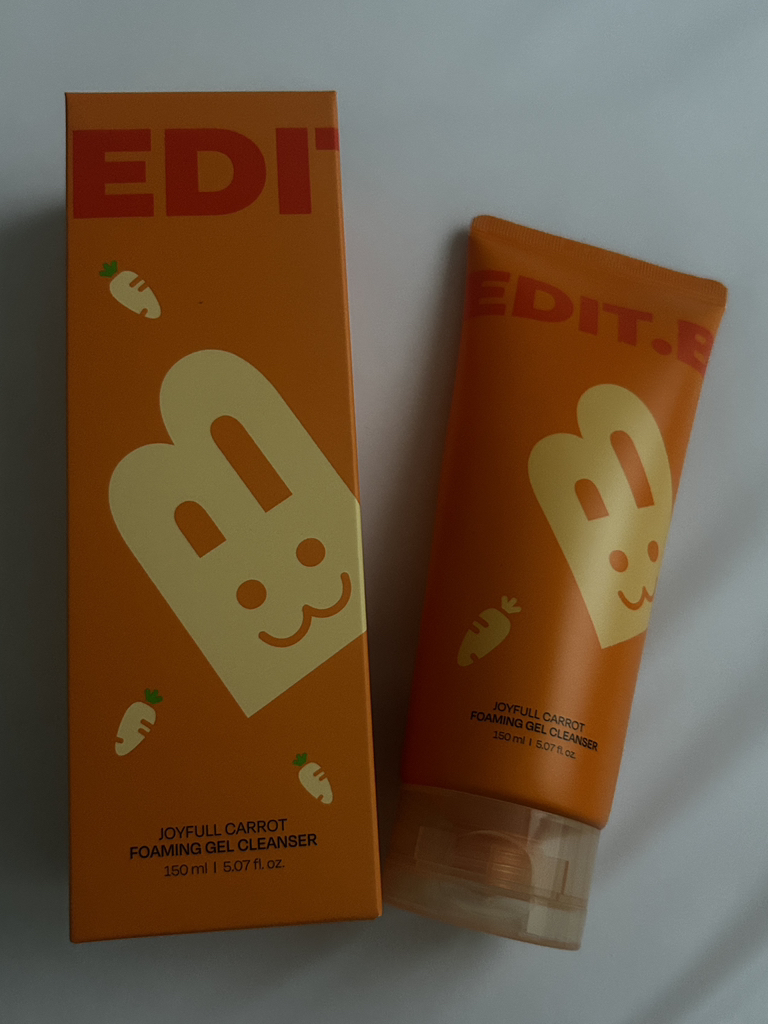 EDIT
JOYFULL CARROT
FOAMING GEL CLEANSER
150 ml | 5.07 fl. oz.
EDIT.B
JOYFULL CARROT
FOAMING GEL CLEANSER
150 ml | 5.07 fl. oz.